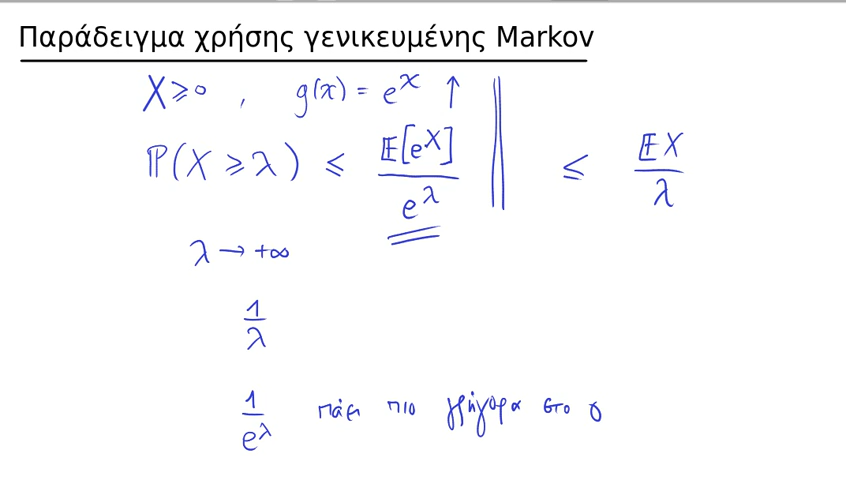 Παράδειγμα χρήσης γενικευμένης Markov
X ≥ 0 , g(x) = e^x ↑
ℙ(X ≥ λ) ≤ 𝔼[e^X] / e^λ ‖ ≤ 𝔼X / λ
λ → +∞
1/λ
1/e^λ πάει πιο γρήγορα στο 0